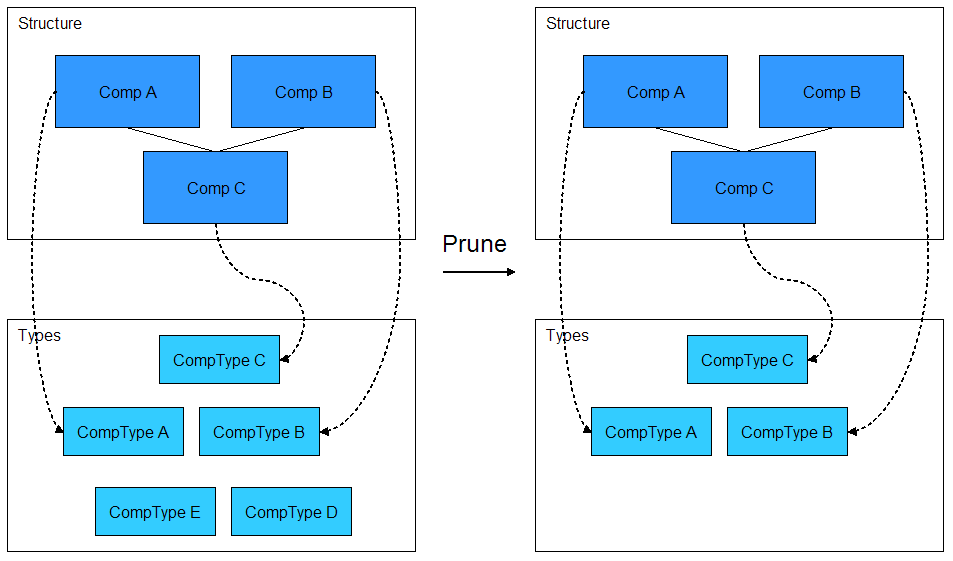 Structure
Comp A
Comp B
Comp C
Types
CompType C
CompType A
CompType B
CompType E
CompType D
Prune
Structure
Comp A
Comp B
Comp C
Types
CompType C
CompType A
CompType B